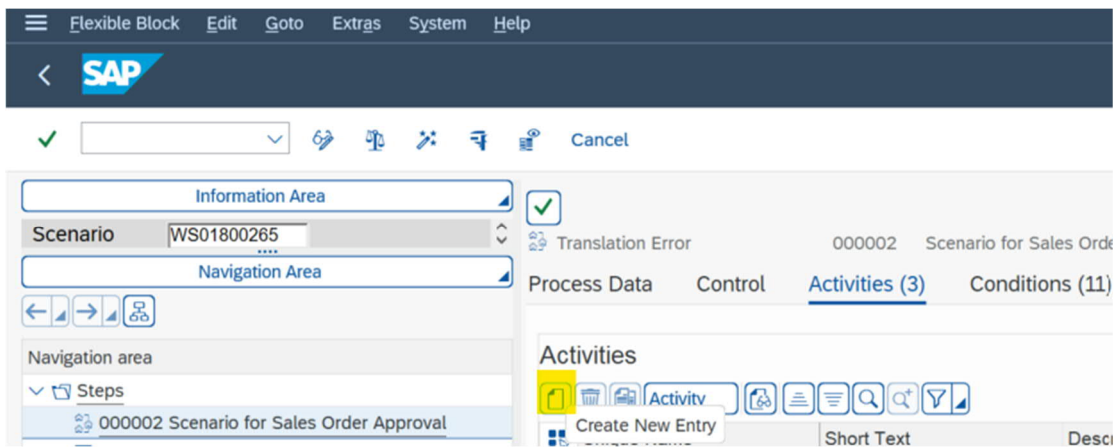 Flexible Block Edit Goto Extras System Help
SAP
Cancel
Information Area
Scenario WS01800265
Navigation Area
Navigation area
Steps
000002 Scenario for Sales Order Approval
Translation Error 000002 Scenario for Sales Orde
Process Data Control Activities (3) Conditions (11)
Activities
Activity
Create New Entry
Unique Name Short Text Desc